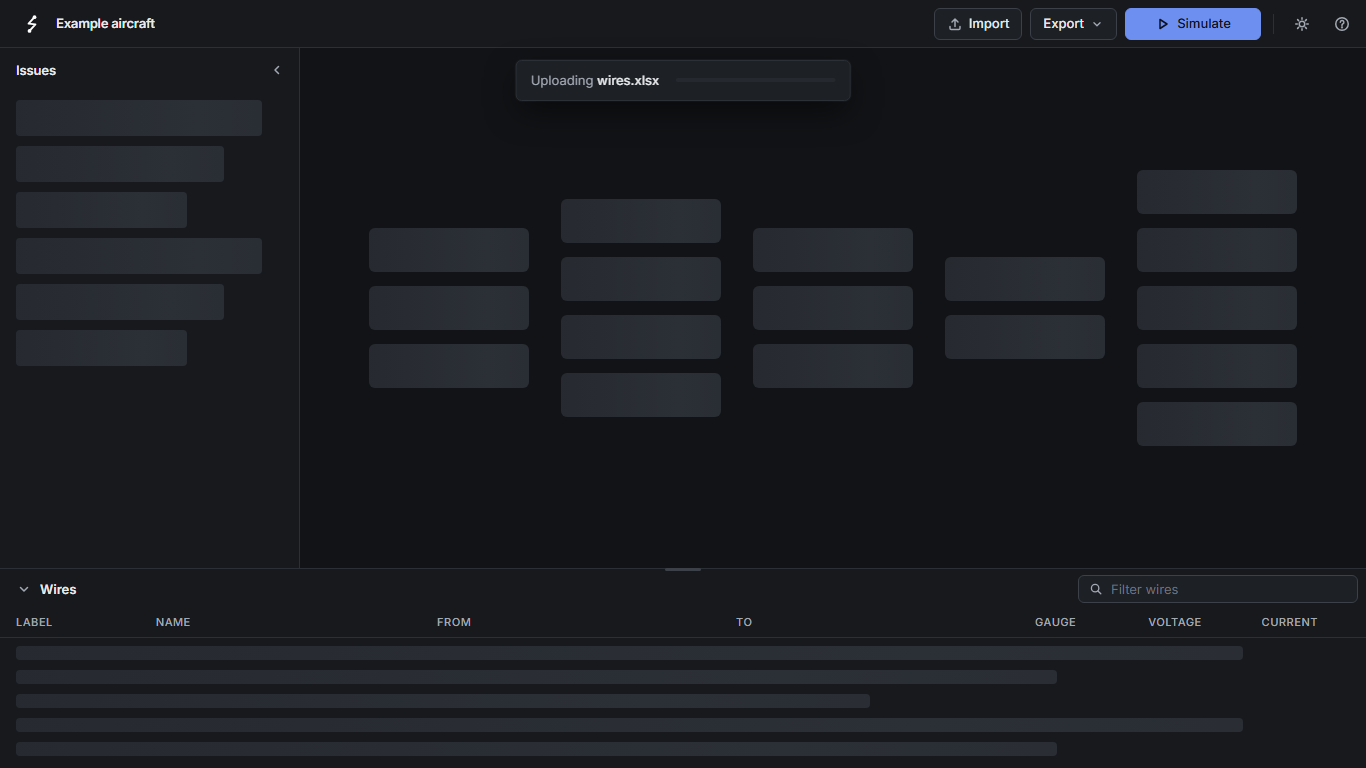 Example aircraft
Import
Export
Simulate
Issues
Uploading wires.xlsx
Wires
Filter wires
LABEL NAME FROM TO GAUGE VOLTAGE CURRENT